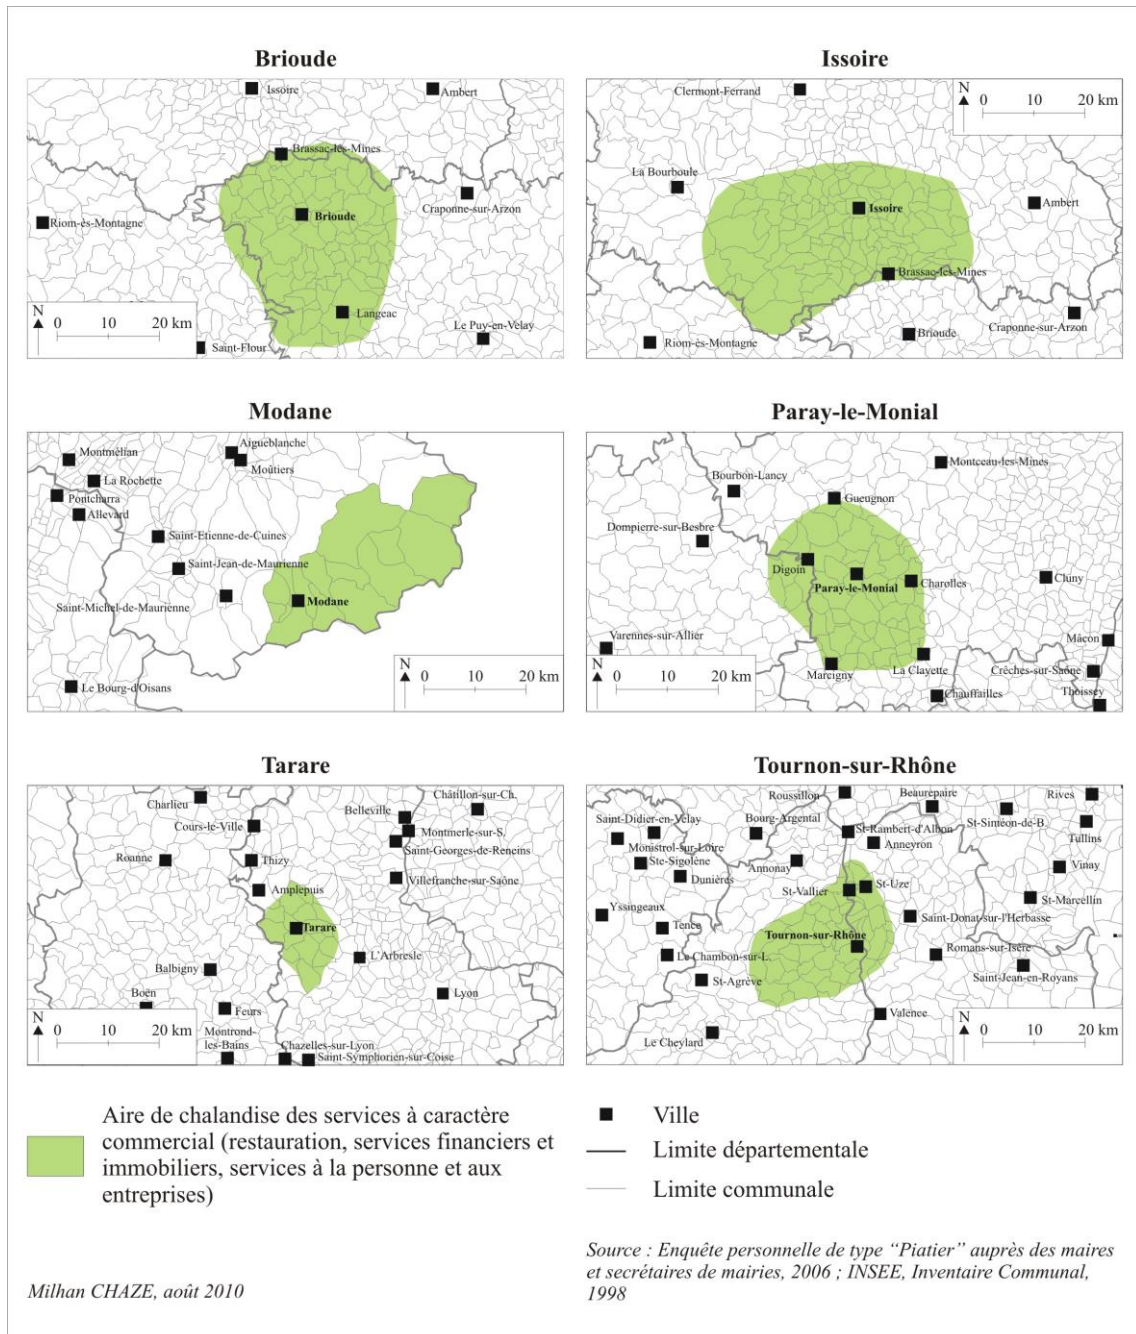 Brioude
Issoire
Ambert
Brassac-les-Mines
Riom-ès-Montagne
Brioude
Craponne-sur-Arzon
N
0 10 20 km
Langeac
Le Puy-en-Velay
Saint-Flour
Issoire
Clermont-Ferrand
N
0 10 20 km
La Bourboule
Issoire
Ambert
Brassac-les-Mines
Brioude
Craponne-sur-Arzon
Riom-ès-Montagne
Modane
Montmélian
Aigueblanche
Moûtiers
La Rochette
Pontcharra
Allevard
Saint-Etienne-de-Cuines
Saint-Jean-de-Maurienne
Saint-Michel-de-Maurienne
Modane
Le Bourg-d'Oisans
N
0 10 20 km
Paray-le-Monial
Montceau-les-Mines
Bourbon-Lancy
Gueugnon
Dompierre-sur-Besbre
Digoin
Paray-le-Monial
Charolles
Cluny
Varennes-sur-Allier
Mâcon
Marcigny
La Clayette
Crêches-sur-Saône
Chauffailles
Thoissey
N
0 10 20 km
Tarare
Charlieu
Châtillon-sur-Ch.
Belleville
Cours-le-Ville
Montmerle-sur-S.
Saint-Georges-de-Reneins
Roanne
Thizy
Villefranche-sur-Saône
Amplepuis
Tarare
L'Arbresle
Balbigny
Lyon
Boën
Feurs
N
0 10 20 km
Montrond-
les-Bains
Chazelles-sur-Lyon
Saint-Symphorien-sur-Coise
Tournon-sur-Rhône
Roussillon
Beaurepaire
Rives
Saint-Didier-en-Velay
Bourg-Argental
St-Rambert-d'Albon
St-Siméon-de-B.
Tullins
Monistrol-sur-Loire
Anneyron
Ste-Sigolène
Annonay
Vinay
Dunières
St-Vallier
St-Uze
St-Marcellin
Yssingeaux
Saint-Donat-sur-l'Herbasse
Tence
Tournon-sur-Rhône
Le Chambon-sur-L.
Romans-sur-Isère
Saint-Jean-en-Royans
St-Agrève
Valence
Le Cheylard
N
0 10 20 km
Aire de chalandise des services à caractère
commercial (restauration, services financiers et
immobiliers, services à la personne et aux
entreprises)
Ville
Limite départementale
Limite communale
Milhan CHAZE, août 2010
Source : Enquête personnelle de type “Piatier” auprès des maires
et secrétaires de mairies, 2006 ; INSEE, Inventaire Communal,
1998